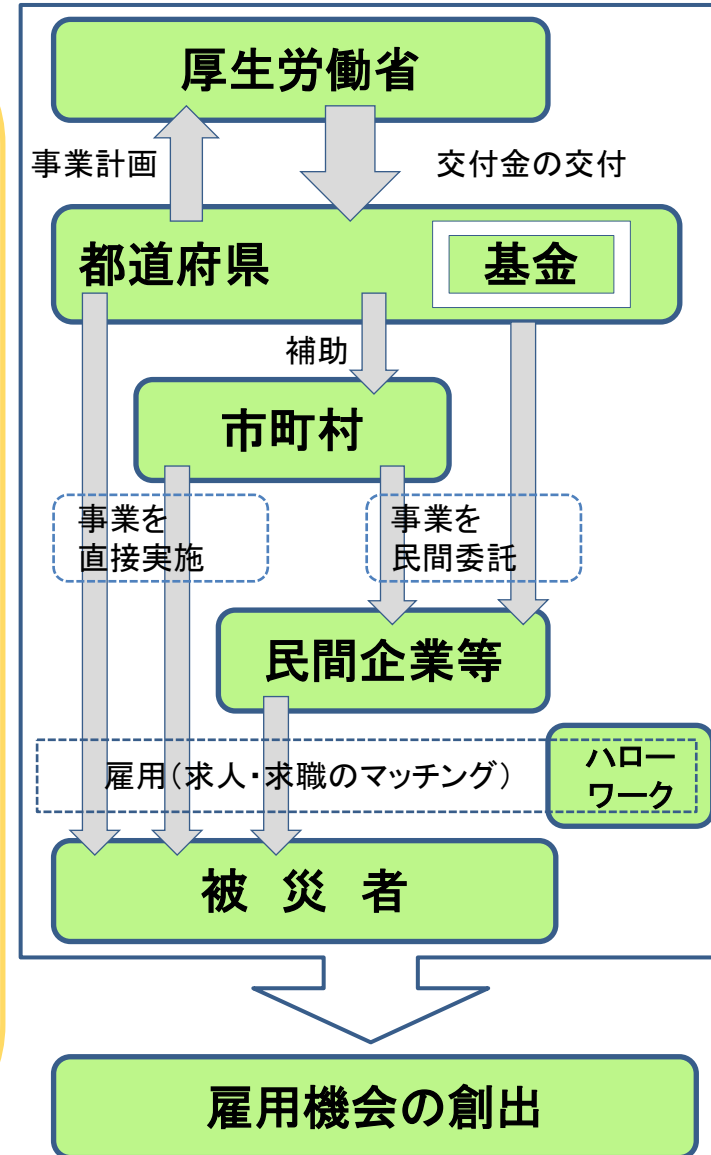 厚生労働省
事業計画
交付金の交付
都道府県
基金
補助
市町村
事業を
直接実施
事業を
民間委託
民間企業等
雇用(求人・求職のマッチング)
ハロー
ワーク
被 災 者
雇用機会の創出